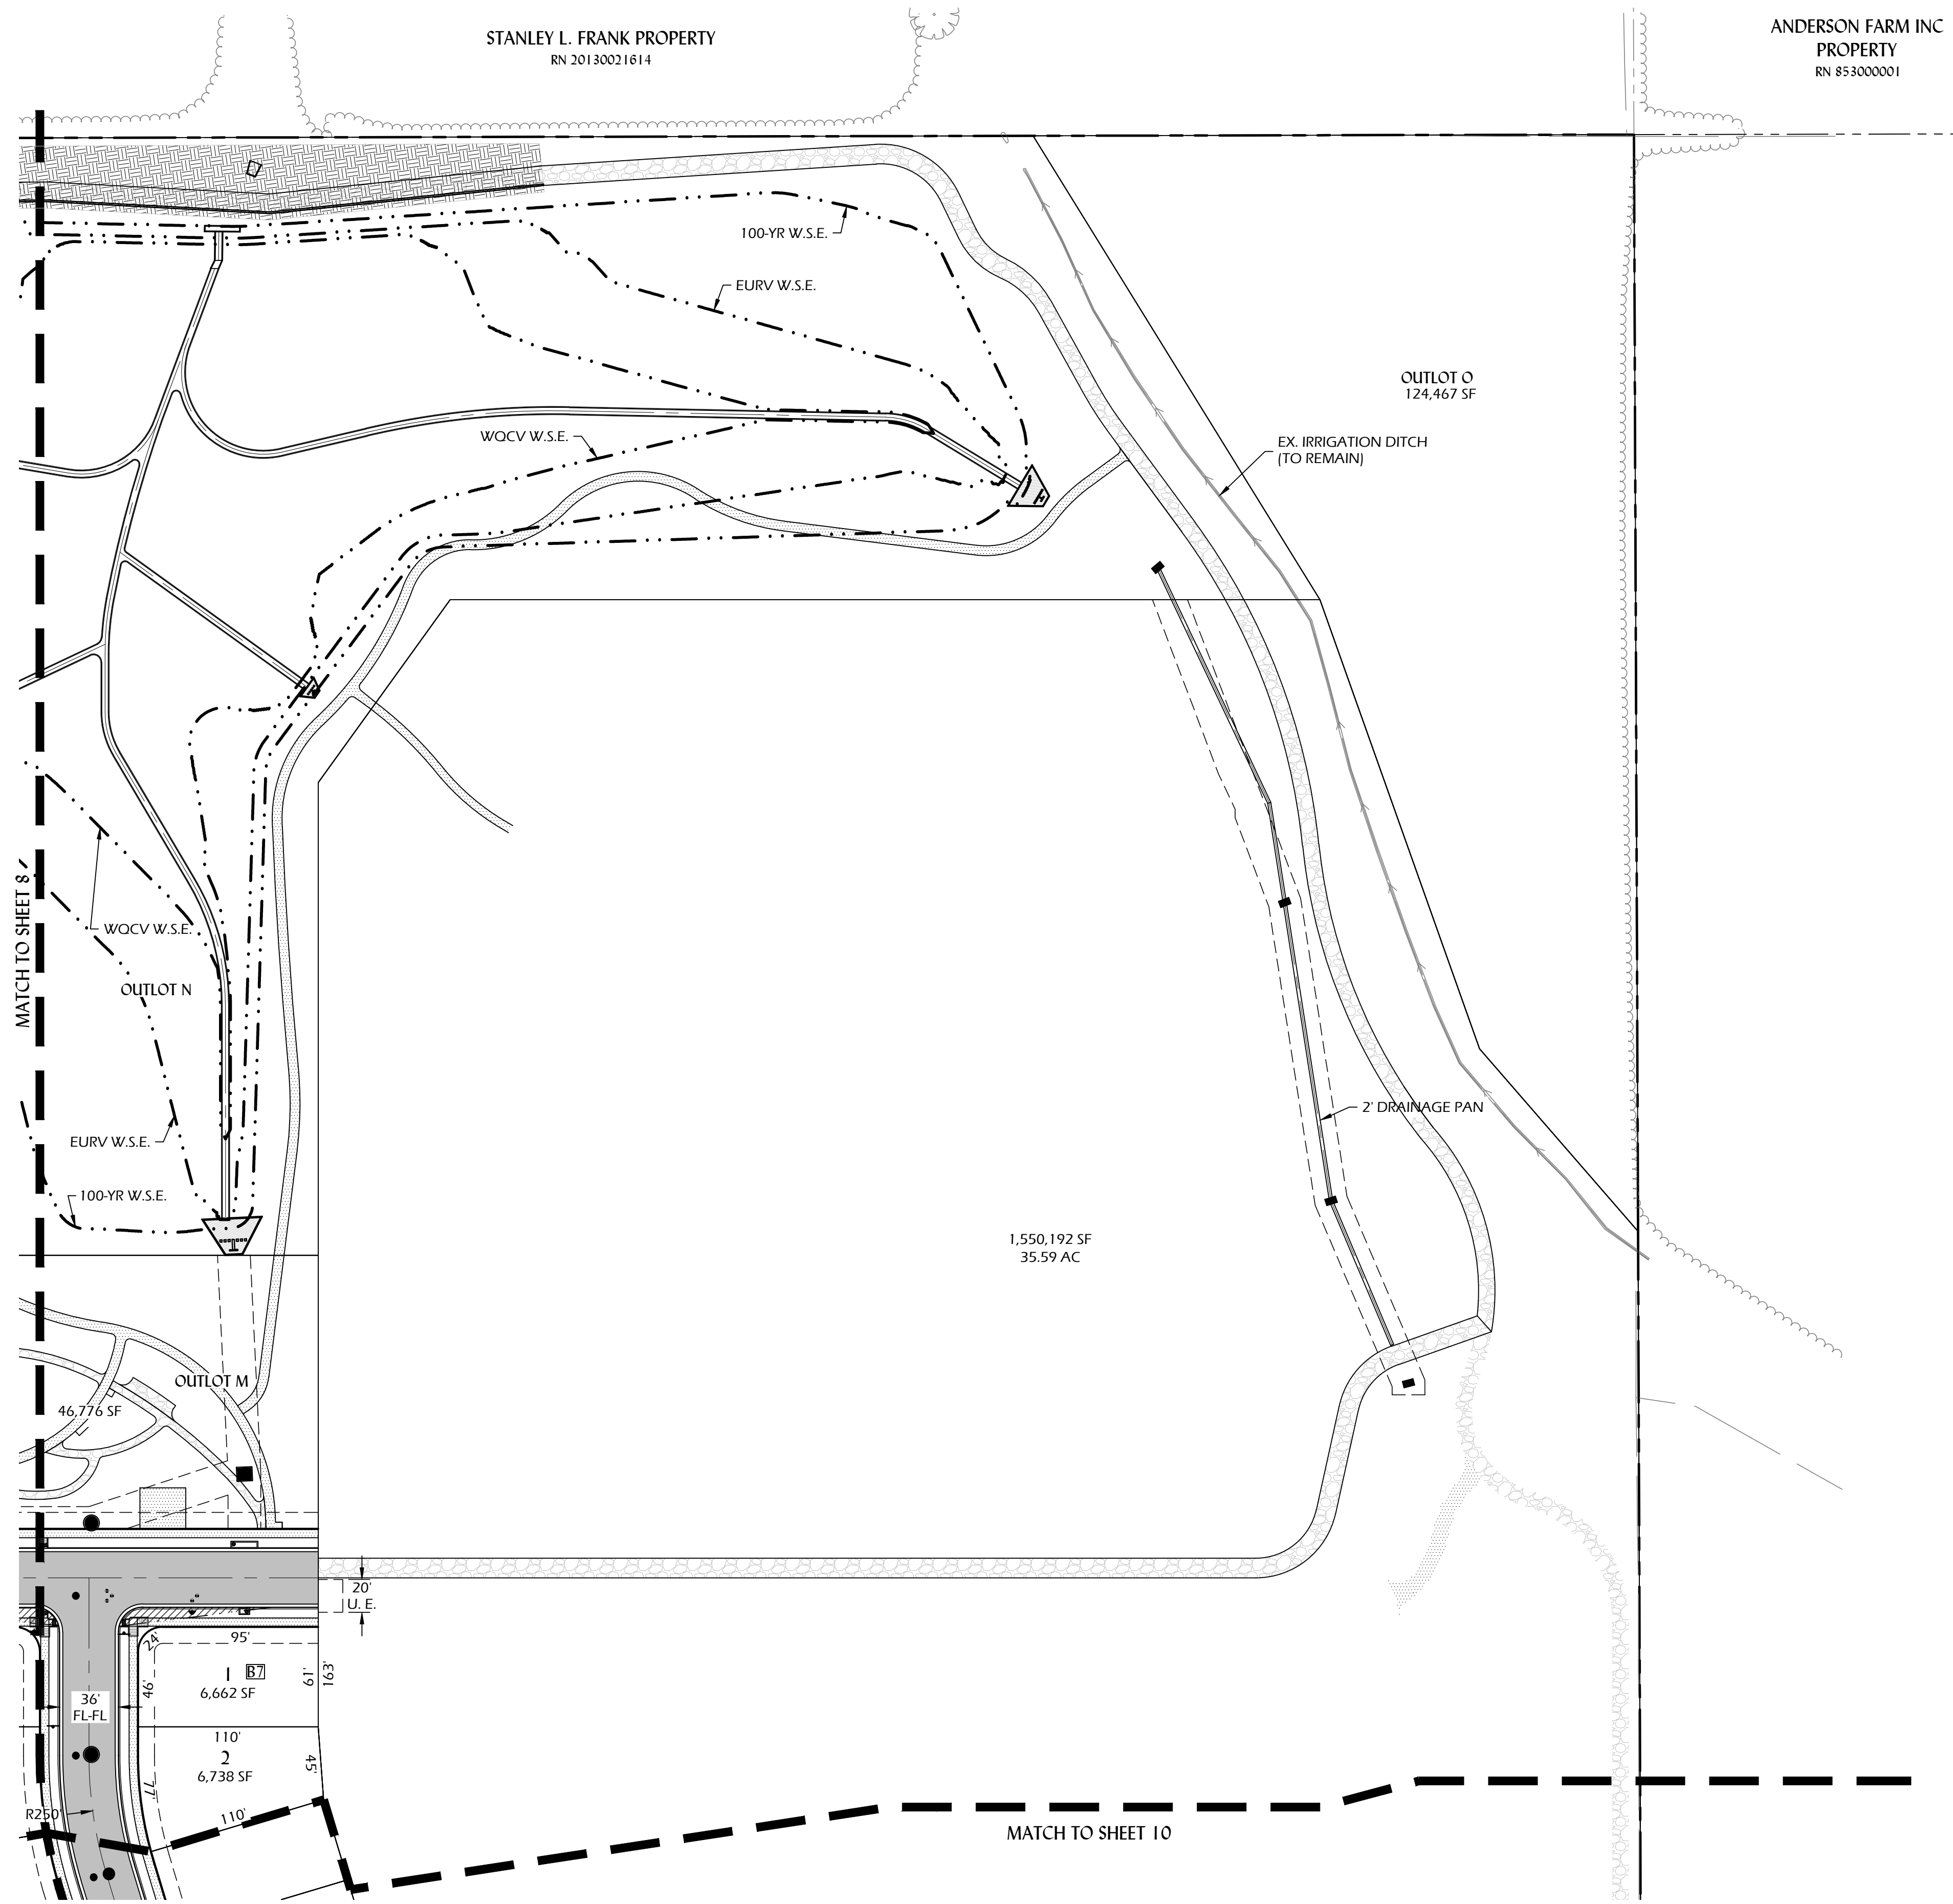 STANLEY L. FRANK PROPERTY
RN 20130021614
ANDERSON FARM INC
PROPERTY
RN 853000001
100-YR W.S.E.
EURV W.S.E.
OUTLOT O
124,467 SF
WQCV W.S.E.
EX. IRRIGATION DITCH
(TO REMAIN)
MATCH TO SHEET 8
WQCV W.S.E.
OUTLOT N
2' DRAINAGE PAN
EURV W.S.E.
100-YR W.S.E.
1,550,192 SF
35.59 AC
OUTLOT M
46,776 SF
20'
U. E.
24'
95'
1 B7
6,662 SF
61'
163'
46'
36'
FL-FL
110'
2
6,738 SF
45'
77'
R250'
110'
MATCH TO SHEET 10